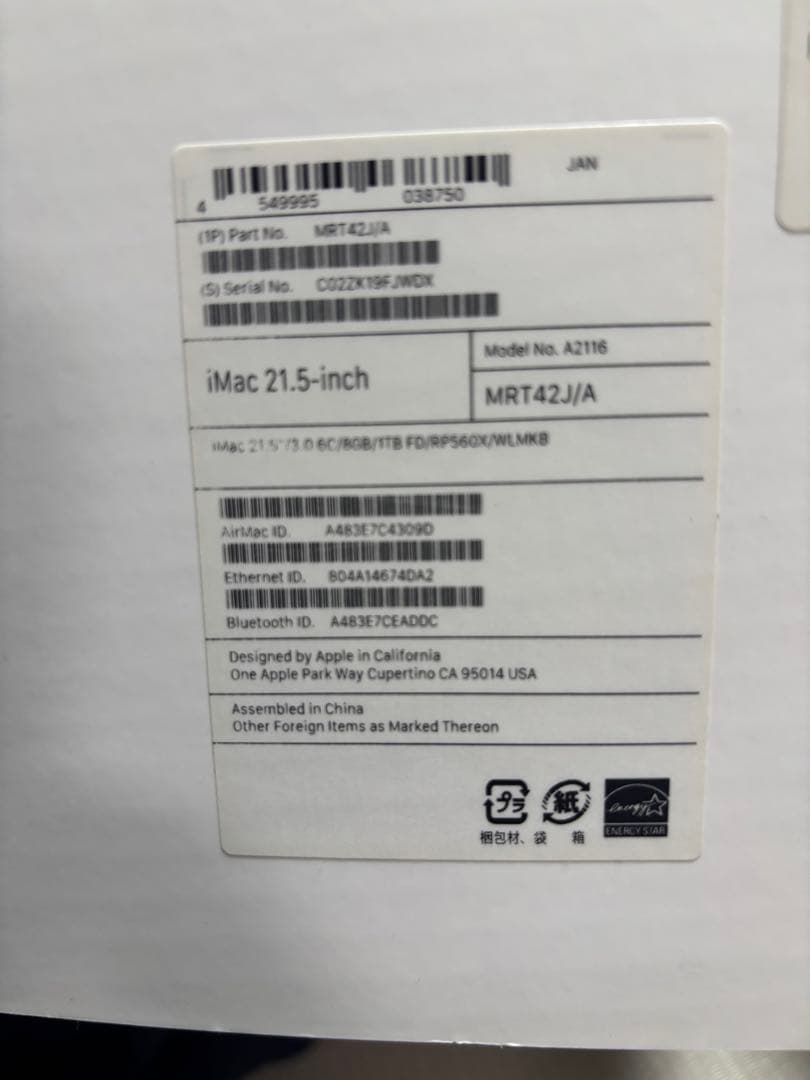 JAN
4 549995 038750
(1P) Part No. MRT42J/A
(S) Serial No. C02ZK19FJWDX
iMac 21.5-inch
Model No. A2116
MRT42J/A
iMac 21.5"/3.0 6C/8GB/1TB FD/RP560X/WLMKB
AirMac ID. A483E7C4309D
Ethernet ID. B04A14674DA2
Bluetooth ID. A483E7CEADDC
Designed by Apple in California
One Apple Park Way Cupertino CA 95014 USA
Assembled in China
Other Foreign Items as Marked Thereon
プラ 紙 energy
ENERGY STAR
梱包材、袋 箱